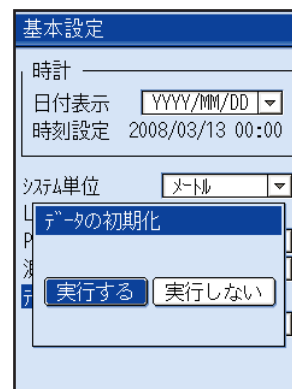 基本設定
時計
日付表示 YYYY/MM/DD
時刻設定 2008/03/13 00:00
ｼｽﾃﾑ単位 ﾒｰﾄﾙ
L
ﾃﾞｰﾀの初期化
P
測
実行する 実行しない